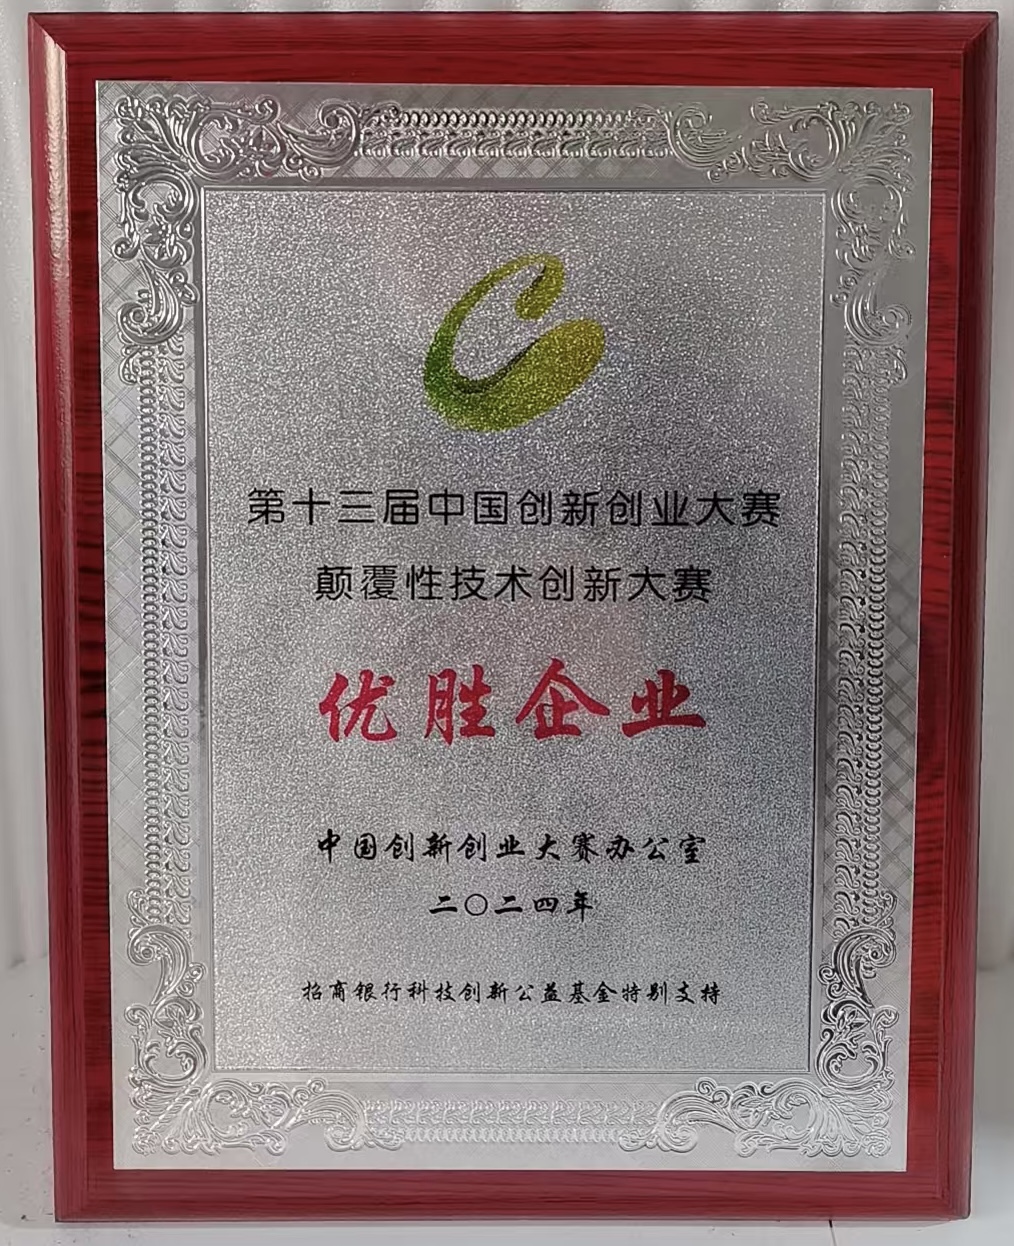 第十三届中国创新创业大赛
颠覆性技术创新大赛
优胜企业
中国创新创业大赛办公室
二〇二四年
招商银行科技创新公益基金特别支持